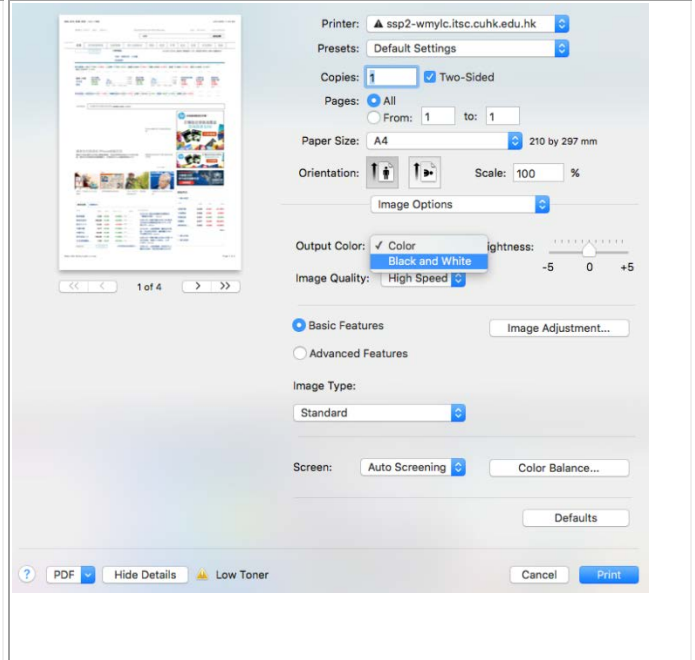 Printer: ssp2-wmylc.itsc.cuhk.edu.hk
Presets: Default Settings
Copies: 1 Two-Sided
Pages: All
From: 1 to: 1
Paper Size: A4 210 by 297 mm
Orientation: Scale: 100 %
Image Options
Output Color: ✓ Color ightness:
Black and White
-5 0 +5
Image Quality: High Speed
1 of 4
Basic Features Image Adjustment...
Advanced Features
Image Type:
Standard
Screen: Auto Screening Color Balance...
Defaults
? PDF Hide Details Low Toner Cancel Print